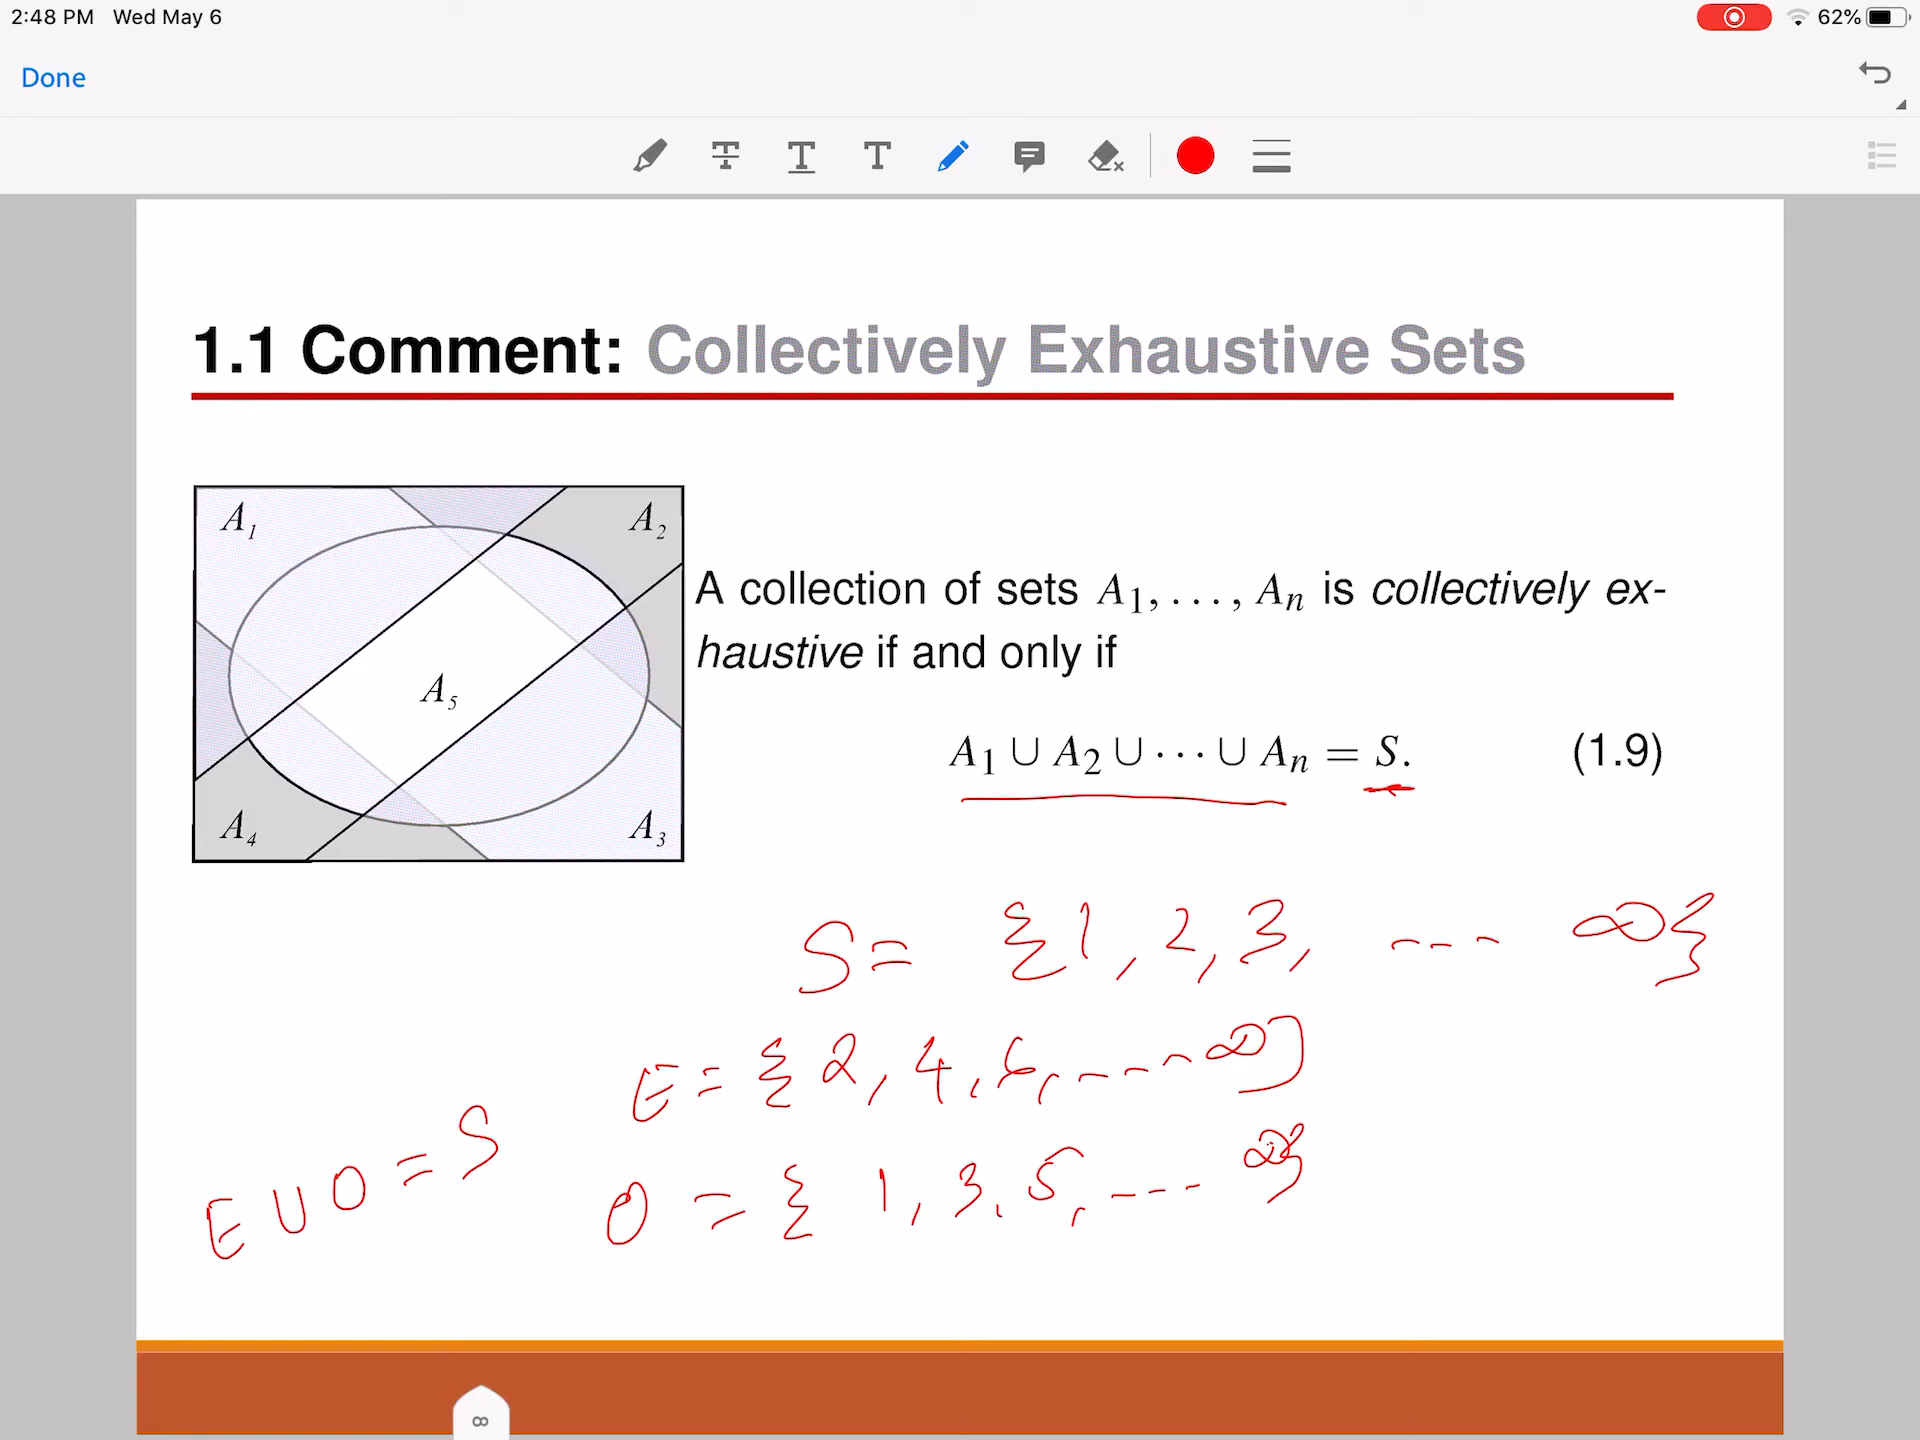 2:48 PM Wed May 6
62%
Done
1.1 Comment: Collectively Exhaustive Sets
A₁
A₂
A₅
A₄
A₃
A collection of sets A₁, . . . , Aₙ is collectively ex-
haustive if and only if
A₁ ∪ A₂ ∪ ··· ∪ Aₙ = S. (1.9)
S = {1, 2, 3, --- ∞}
E = {2, 4, 6, ---- ∞}
E ∪ O = S
O = { 1, 3, 5, --- ∞}
8